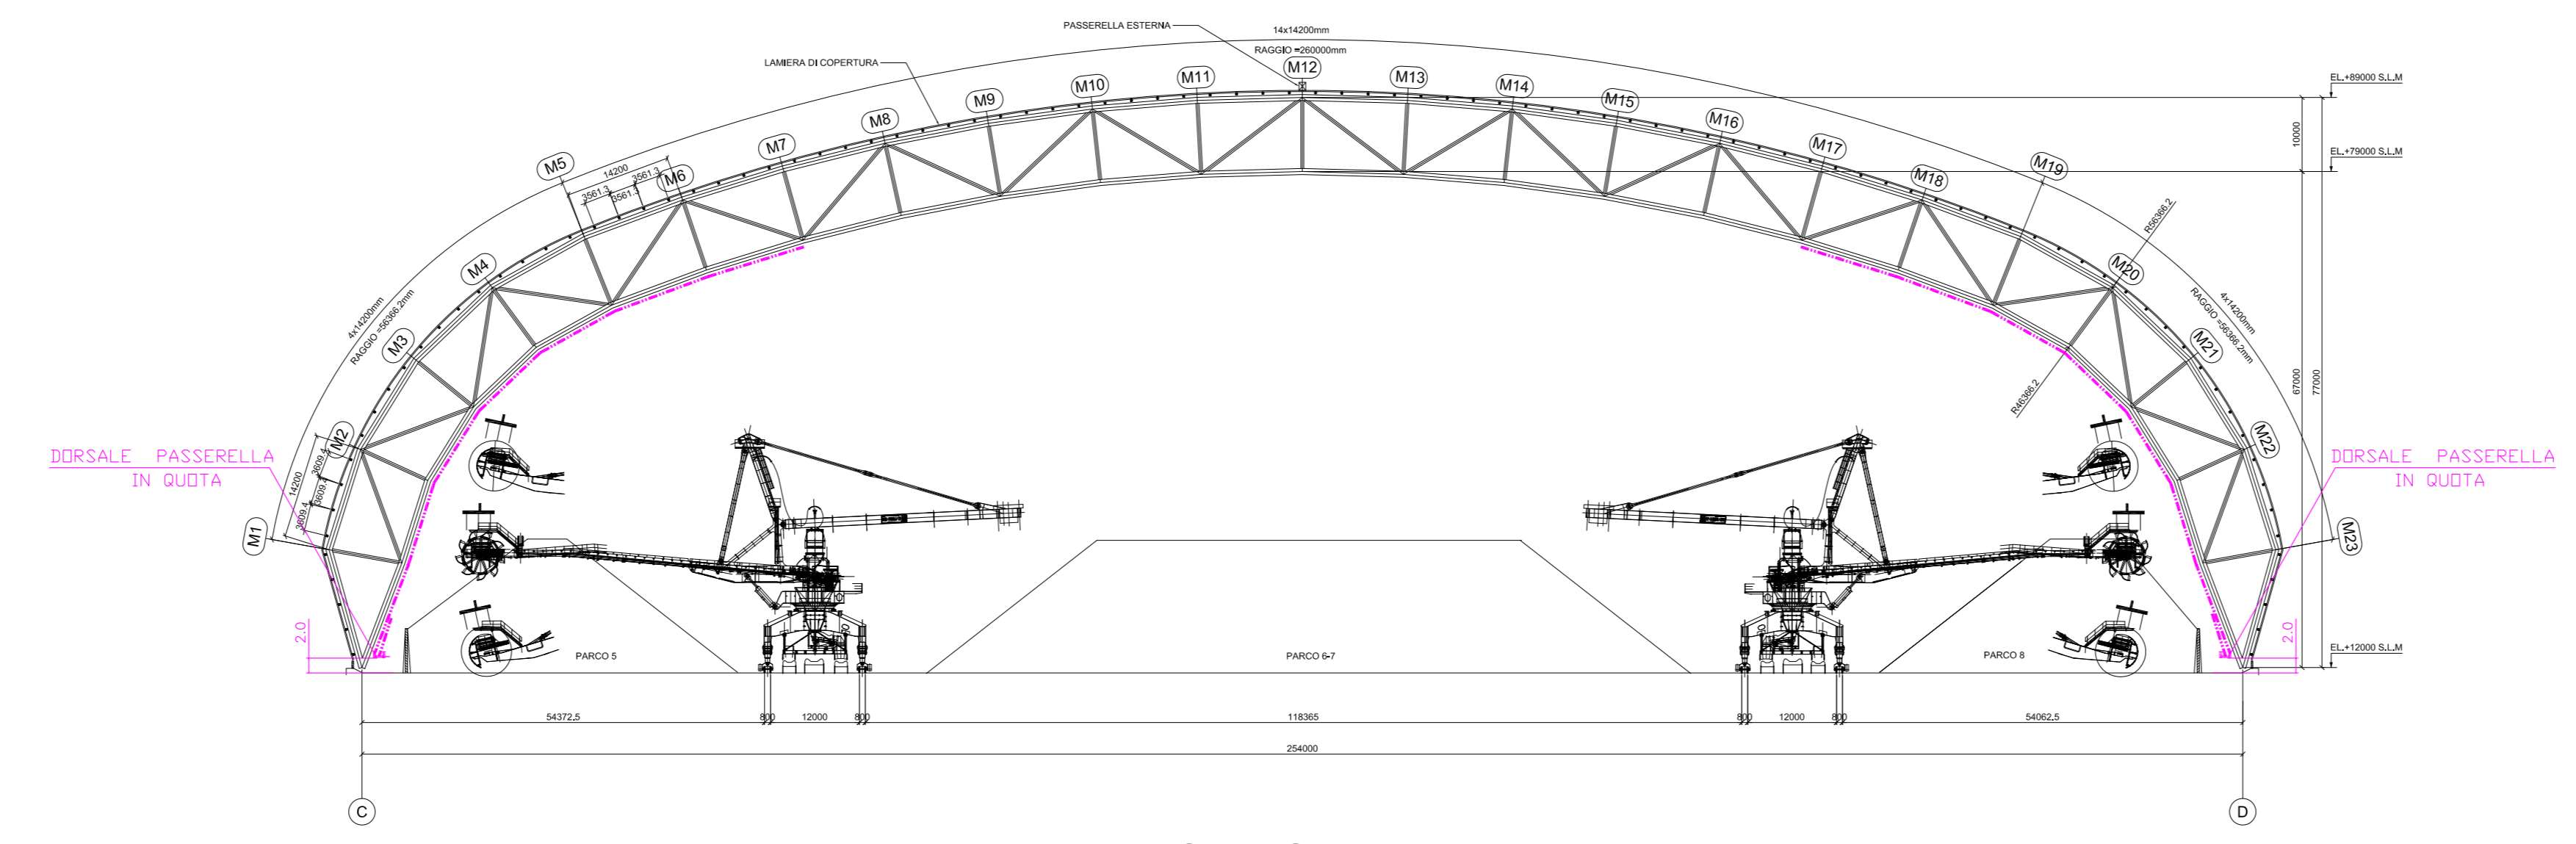 PASSERELLA ESTERNA
14x14200mm
RAGGIO =260000mm
LAMIERA DI COPERTURA
M12
M11
M13
M10
M14
M9
M15
M8
M16
M7
M17
M5
M6
M18
M19
14200
3561.3
3561.3
3561.3
EL.+89000 S.L.M
10000
EL.+79000 S.L.M
R56366.2
M4
M20
4x14200mm
RAGGIO =56366.2mm
4x14200mm
RAGGIO =56366.2mm
M3
M21
67000
77000
R46366.2
M2
M22
DORSALE PASSERELLA
IN QUOTA
DORSALE PASSERELLA
IN QUOTA
14200
3609.4
3609.4
3609.4
M1
M23
2.0
2.0
PARCO 5
PARCO 6-7
PARCO 8
EL.+12000 S.L.M
54372.5
800
12000
800
118365
800
12000
800
54062.5
254000
C
D